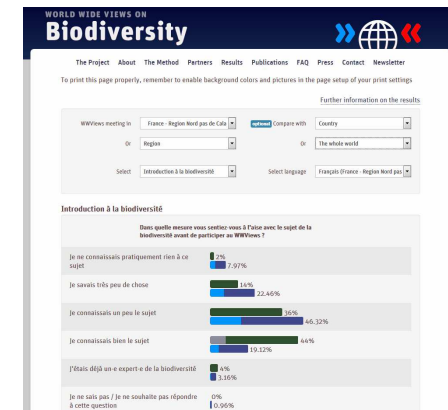 WORLD WIDE VIEWS ON
Biodiversity
The Project About The Method Partners Results Publications FAQ Press Contact Newsletter
To print this page properly, remember to enable background colors and pictures in the page setup of your print settings
Further information on the results
WWViews meeting in France - Region Nord pas de Cala optional Compare with Country
Or Region Or The whole world
Select Introduction à la biodiversité Select language Français (France - Region Nord pas
Introduction à la biodiversité
Dans quelle mesure vous sentiez-vous à l'aise avec le sujet de la
biodiversité avant de participer au WWViews ?
Je ne connaissais pratiquement rien à ce
sujet
2%
7.97%
Je savais très peu de chose
14%
22.46%
Je connaissais un peu le sujet
36%
46.32%
Je connaissais bien le sujet
44%
19.12%
J'étais déjà un·e expert·e de la biodiversité
4%
3.16%
Je ne sais pas / Je ne souhaite pas répondre
à cette question
0%
0.96%